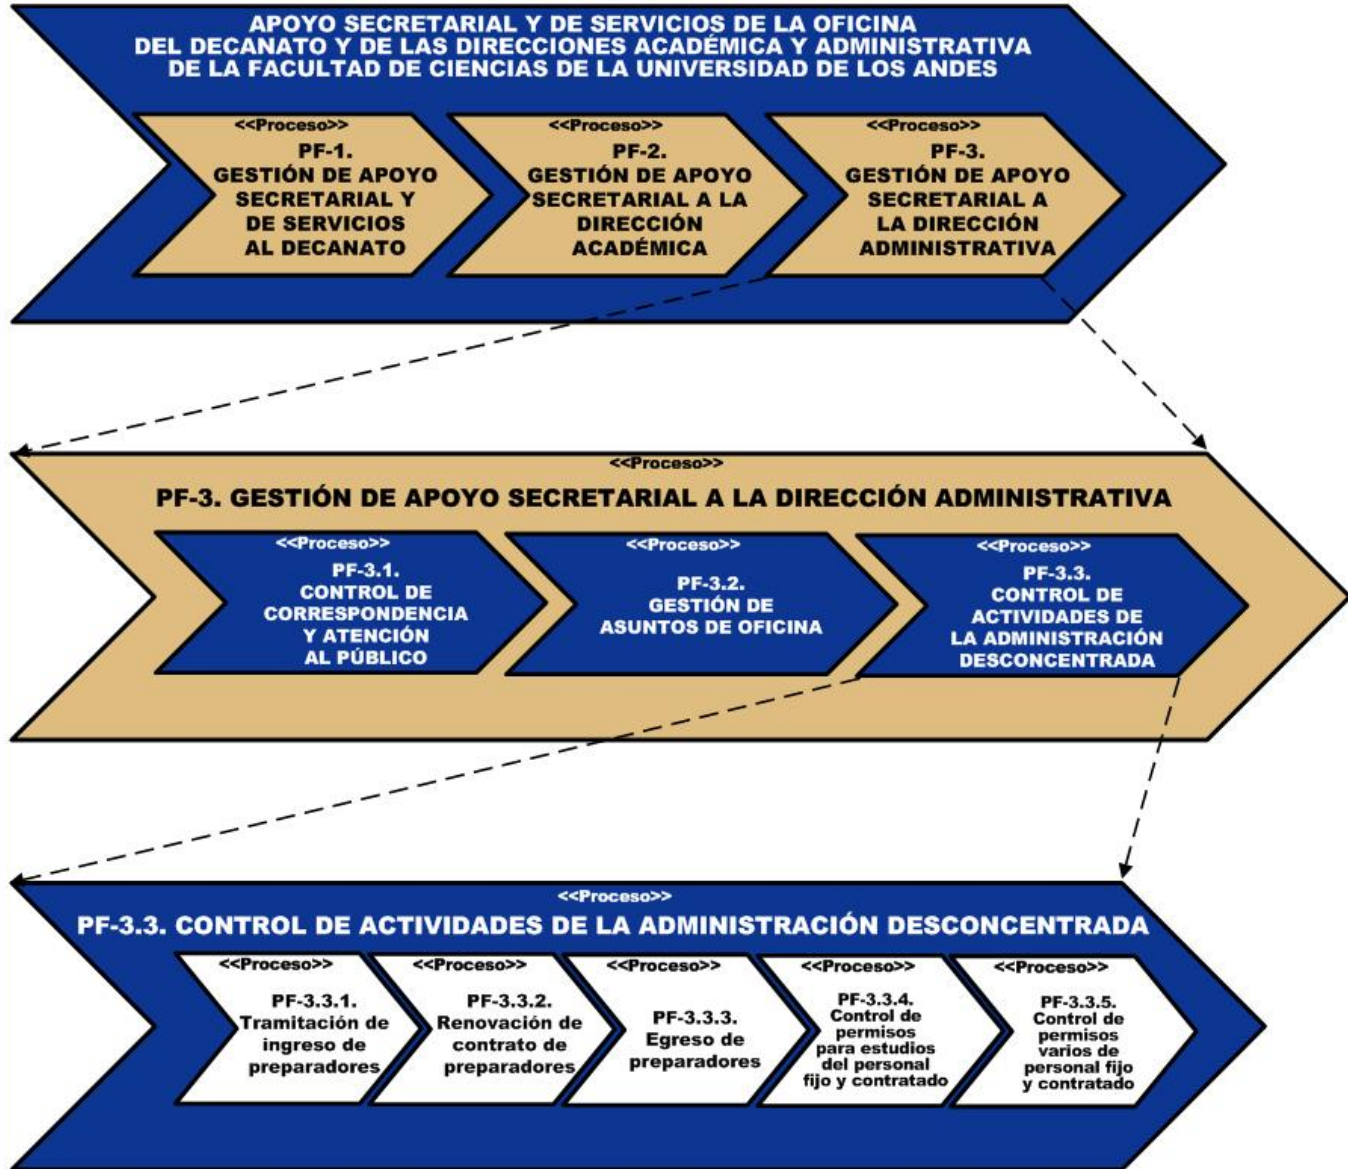 APOYO SECRETARIAL Y DE SERVICIOS DE LA OFICINA
DEL DECANATO Y DE LAS DIRECCIONES ACADÉMICA Y ADMINISTRATIVA
DE LA FACULTAD DE CIENCIAS DE LA UNIVERSIDAD DE LOS ANDES
<<Proceso>>
PF-1.
GESTIÓN DE APOYO
SECRETARIAL Y
DE SERVICIOS
AL DECANATO
<<Proceso>>
PF-2.
GESTIÓN DE APOYO
SECRETARIAL A LA
DIRECCIÓN
ACADÉMICA
<<Proceso>>
PF-3.
GESTIÓN DE APOYO
SECRETARIAL A
LA DIRECCIÓN
ADMINISTRATIVA
<<Proceso>>
PF-3. GESTIÓN DE APOYO SECRETARIAL A LA DIRECCIÓN ADMINISTRATIVA
<<Proceso>>
PF-3.1.
CONTROL DE
CORRESPONDENCIA
Y ATENCIÓN
AL PÚBLICO
<<Proceso>>
PF-3.2.
GESTIÓN DE
ASUNTOS DE OFICINA
<<Proceso>>
PF-3.3.
CONTROL DE
ACTIVIDADES DE
LA ADMINISTRACIÓN
DESCONCENTRADA
<<Proceso>>
PF-3.3. CONTROL DE ACTIVIDADES DE LA ADMINISTRACIÓN DESCONCENTRADA
<<Proceso>>
PF-3.3.1.
Tramitación de
ingreso de
preparadores
<<Proceso>>
PF-3.3.2.
Renovación de
contrato de
preparadores
<<Proceso>>
PF-3.3.3.
Egreso de
preparadores
<<Proceso>>
PF-3.3.4.
Control de
permisos
para estudios
del personal
fijo y contratado
<<Proceso>>
PF-3.3.5.
Control de
permisos
varios de
personal fijo
y contratado